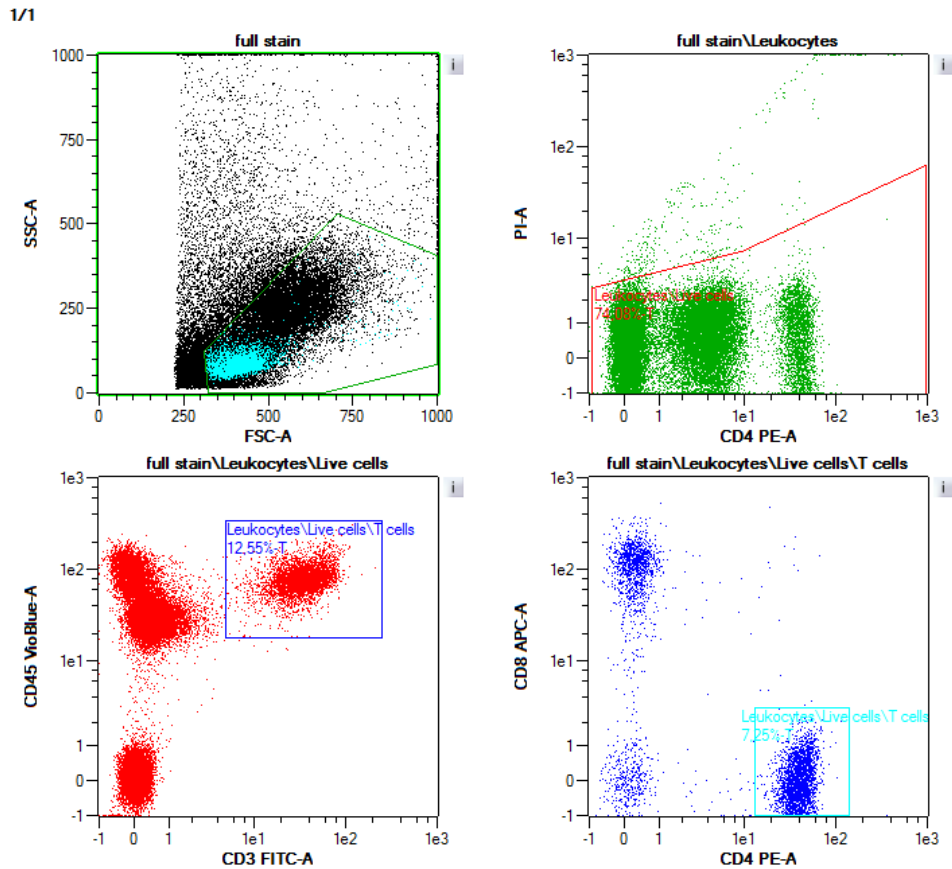 1/1
full stain
i
1000
750
500
250
0
SSC-A
0
250
500
750
1000
FSC-A
full stain\Leukocytes
i
1e3
1e2
1e1
1
0
-1
PI-A
Leukocytes\Live cells
74,08%-T
-1
0
1
1e1
1e2
1e3
CD4 PE-A
full stain\Leukocytes\Live cells
i
1e3
1e2
1e1
1
0
-1
CD45 VioBlue-A
Leukocytes\Live cells\T cells
12,55%-T
-1
0
1
1e1
1e2
1e3
CD3 FITC-A
full stain\Leukocytes\Live cells\T cells
i
1e3
1e2
1e1
1
0
-1
CD8 APC-A
Leukocytes\Live cells\T cells
7,25%-T
-1
0
1
1e1
1e2
1e3
CD4 PE-A